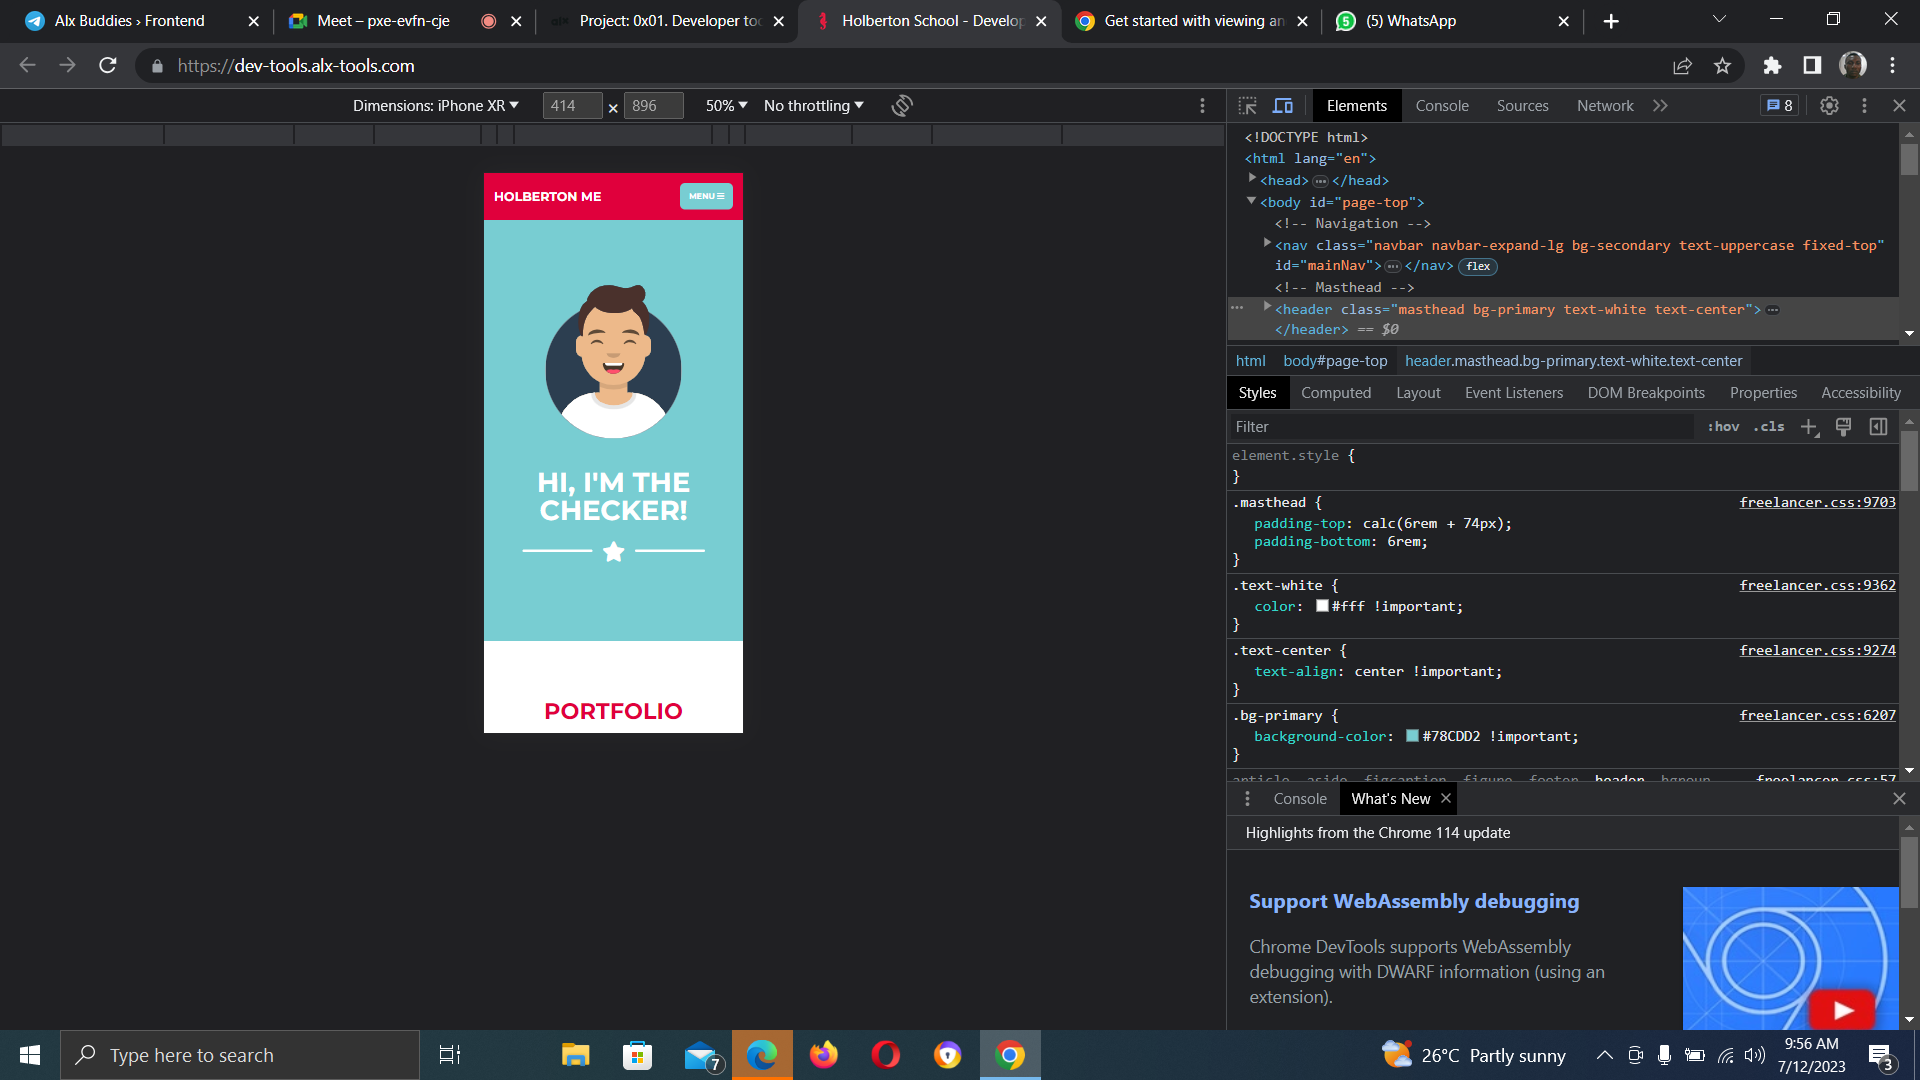 Alx Buddies › Frontend
Meet – pxe-evfn-cje
Project: 0x01. Developer too
Holberton School - Develop
Get started with viewing an
(5) WhatsApp
https://dev-tools.alx-tools.com
Dimensions: iPhone XR
414 × 896
50%
No throttling
Elements Console Sources Network 8
<!DOCTYPE html>
<html lang="en">
<head> ••• </head>
<body id="page-top">
<!-- Navigation -->
<nav class="navbar navbar-expand-lg bg-secondary text-uppercase fixed-top"
id="mainNav"> ••• </nav> flex
<!-- Masthead -->
<header class="masthead bg-primary text-white text-center"> •••
</header> == $0
html body#page-top header.masthead.bg-primary.text-white.text-center
Styles Computed Layout Event Listeners DOM Breakpoints Properties Accessibility
Filter :hov .cls
element.style {
}
.masthead { freelancer.css:9703
padding-top: calc(6rem + 74px);
padding-bottom: 6rem;
}
.text-white { freelancer.css:9362
color: #fff !important;
}
.text-center { freelancer.css:9274
text-align: center !important;
}
.bg-primary { freelancer.css:6207
background-color: #78CDD2 !important;
}
article, aside, figcaption, figure, footer, header, hgroup, freelancer.css:57
Console What's New
Highlights from the Chrome 114 update
Support WebAssembly debugging
Chrome DevTools supports WebAssembly
debugging with DWARF information (using an
extension).
HOLBERTON ME
MENU
HI, I'M THE
CHECKER!
PORTFOLIO
Type here to search
7
26°C Partly sunny
9:56 AM
7/12/2023
3